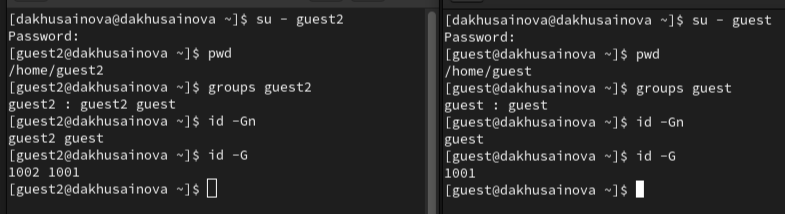 [dakhusainova@dakhusainova ~]$ su - guest2
Password:
[guest2@dakhusainova ~]$ pwd
/home/guest2
[guest2@dakhusainova ~]$ groups guest2
guest2 : guest2 guest
[guest2@dakhusainova ~]$ id -Gn
guest2 guest
[guest2@dakhusainova ~]$ id -G
1002 1001
[guest2@dakhusainova ~]$
[dakhusainova@dakhusainova ~]$ su - guest
Password:
[guest@dakhusainova ~]$ pwd
/home/guest
[guest@dakhusainova ~]$ groups guest
guest : guest
[guest@dakhusainova ~]$ id -Gn
guest
[guest@dakhusainova ~]$ id -G
1001
[guest@dakhusainova ~]$